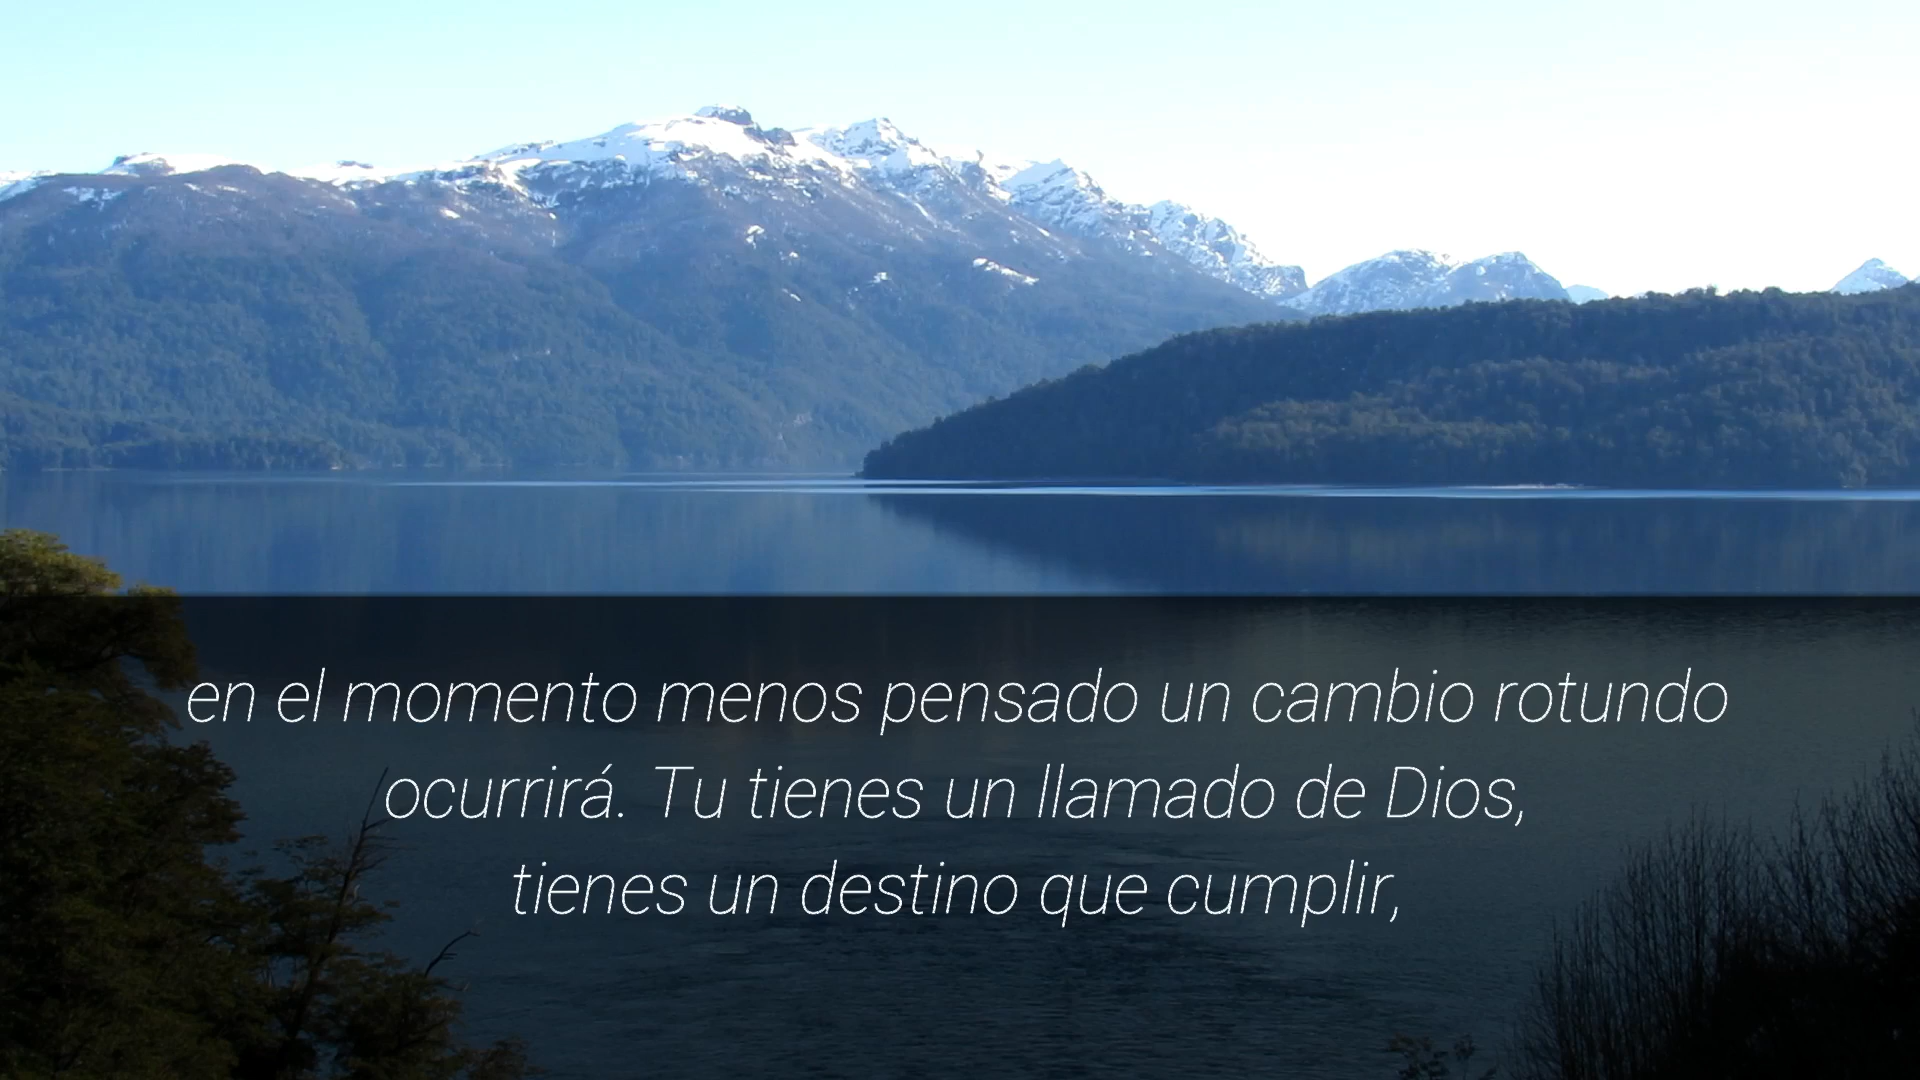 en el momento menos pensado un cambio rotundo
ocurrirá. Tu tienes un llamado de Dios,
tienes un destino que cumplir,